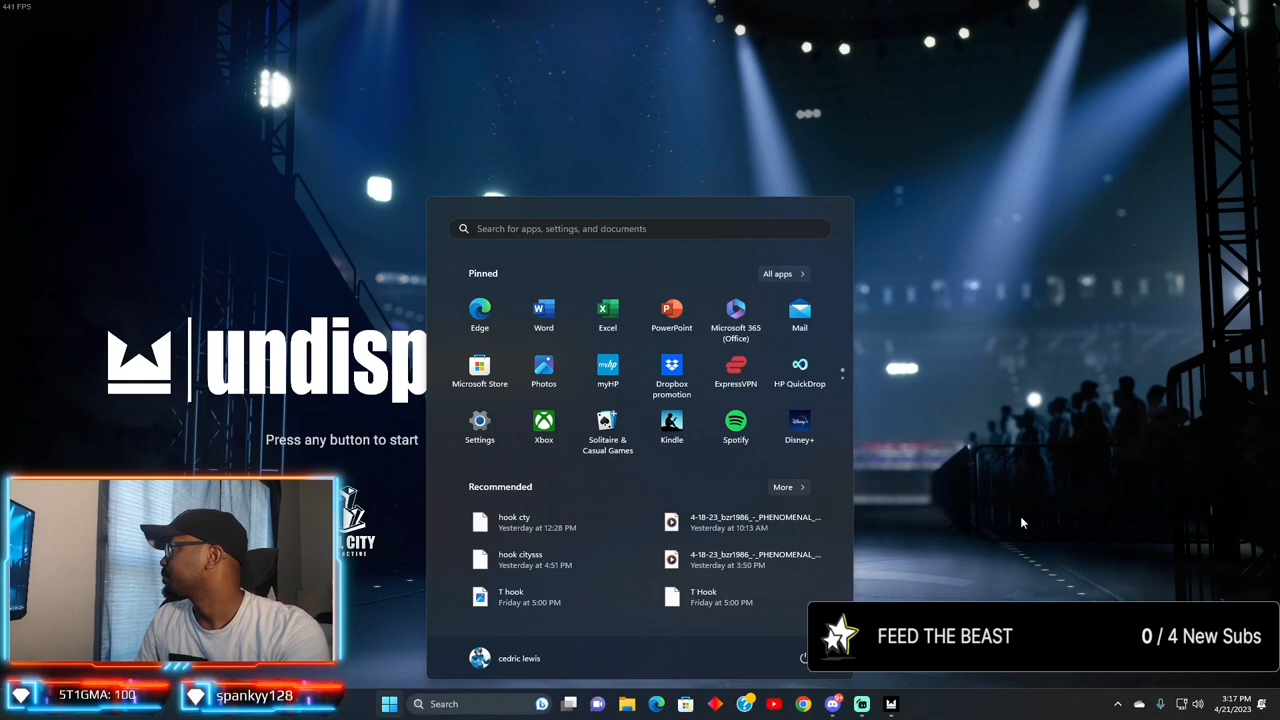 441 FPS
Search for apps, settings, and documents
Pinned
All apps
Edge
Word
Excel
PowerPoint
Microsoft 365 (Office)
Mail
Microsoft Store
Photos
myHP
Dropbox promotion
ExpressVPN
HP QuickDrop
Settings
Xbox
Solitaire & Casual Games
Kindle
Spotify
Disney+
undisp
Press any button to start
Recommended
More
hook cty
Yesterday at 12:28 PM
4-18-23_bzr1986_-_PHENOMENAL_...
Yesterday at 10:13 AM
hook citysss
Yesterday at 4:51 PM
4-18-23_bzr1986_-_PHENOMENAL_...
Yesterday at 3:50 PM
T hook
Friday at 5:00 PM
T Hook
Friday at 5:00 PM
CITY
ACTIVE
cedric lewis
FEED THE BEAST
0 / 4 New Subs
ST1GMA: 100
spankyy128
Search
3:17 PM
4/21/2023